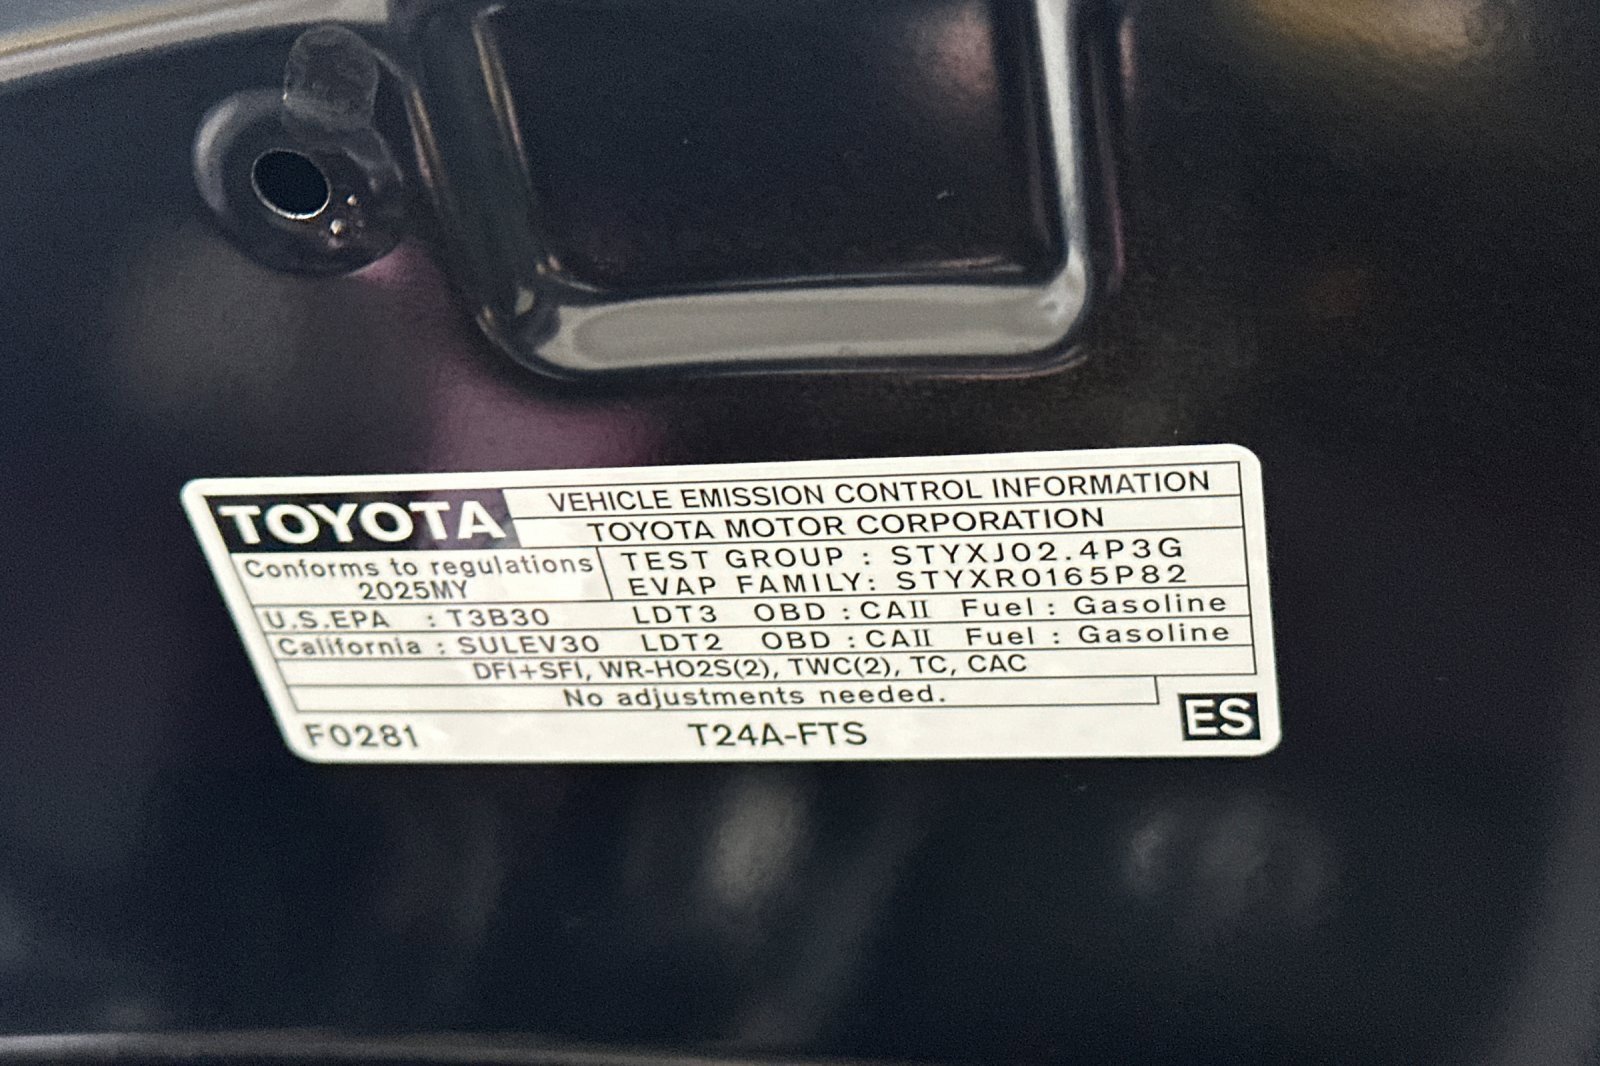 TOYOTA VEHICLE EMISSION CONTROL INFORMATION
TOYOTA MOTOR CORPORATION
Conforms to regulations 2025MY
TEST GROUP : STYXJ02.4P3G
EVAP FAMILY: STYXR0165P82
U.S.EPA : T3B30 LDT3 OBD : CAII Fuel : Gasoline
California : SULEV30 LDT2 OBD : CAII Fuel : Gasoline
DFI+SFI, WR-HO2S(2), TWC(2), TC, CAC
No adjustments needed.
F0281 T24A-FTS ES